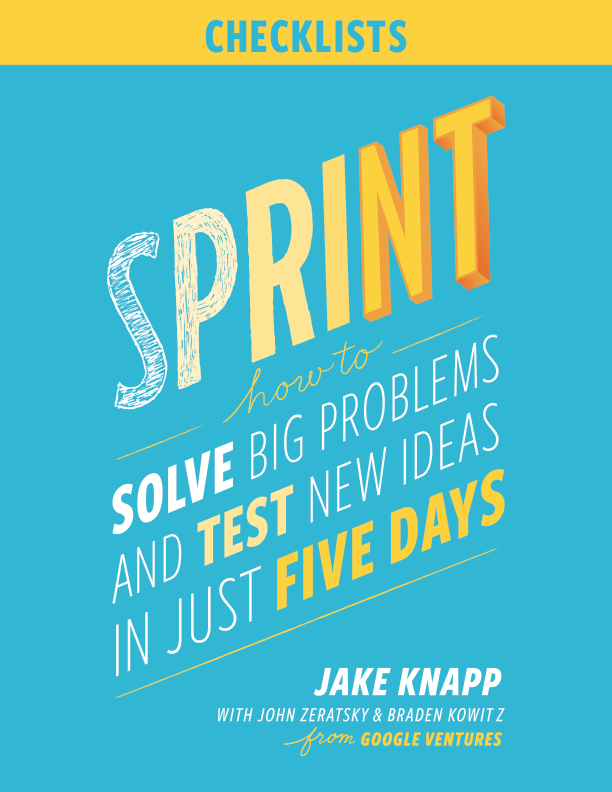 CHECKLISTS
SPRINT
how to
SOLVE BIG PROBLEMS
AND TEST NEW IDEAS
IN JUST FIVE DAYS
JAKE KNAPP
WITH JOHN ZERATSKY & BRADEN KOWITZ
from GOOGLE VENTURES